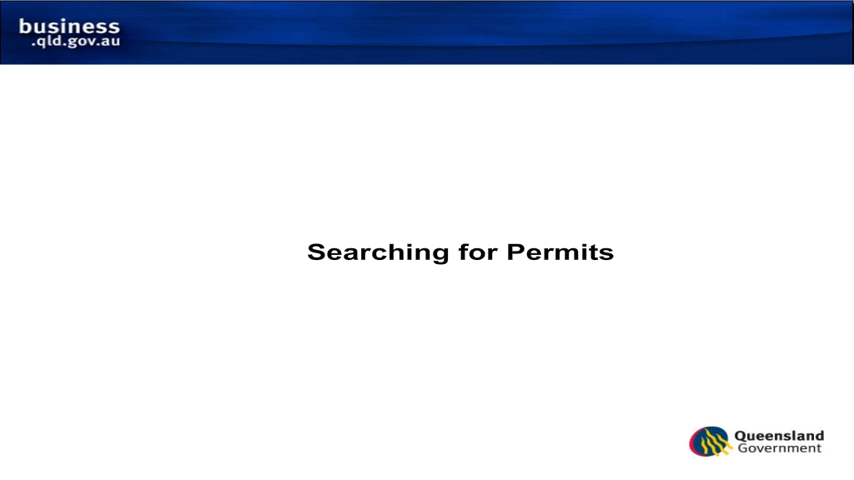 business
.qld.gov.au
Searching for Permits
Queensland
Government